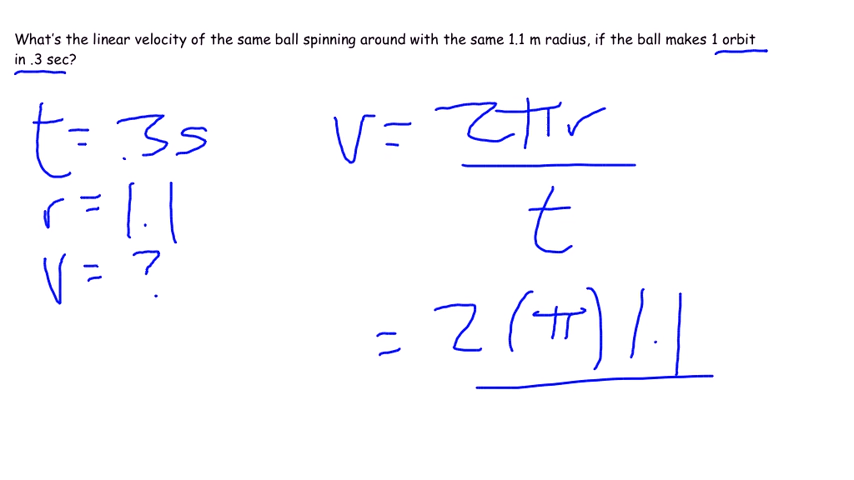 What's the linear velocity of the same ball spinning around with the same 1.1 m radius, if the ball makes 1 orbit
in .3 sec?
t = .3s
r = 1.1
v = ?
v = 2πr
t
= 2 (π) 1.1